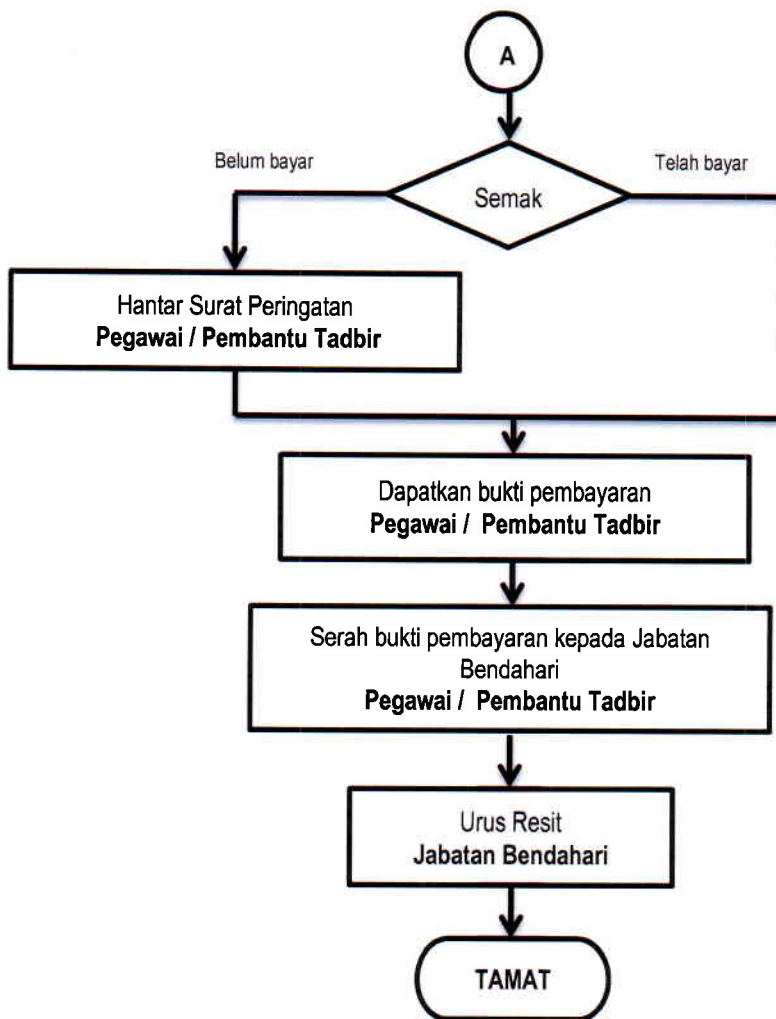 A
Belum bayar
Telah bayar
Semak
Hantar Surat Peringatan
Pegawai / Pembantu Tadbir
Dapatkan bukti pembayaran
Pegawai / Pembantu Tadbir
Serah bukti pembayaran kepada Jabatan
Bendahari
Pegawai / Pembantu Tadbir
Urus Resit
Jabatan Bendahari
TAMAT